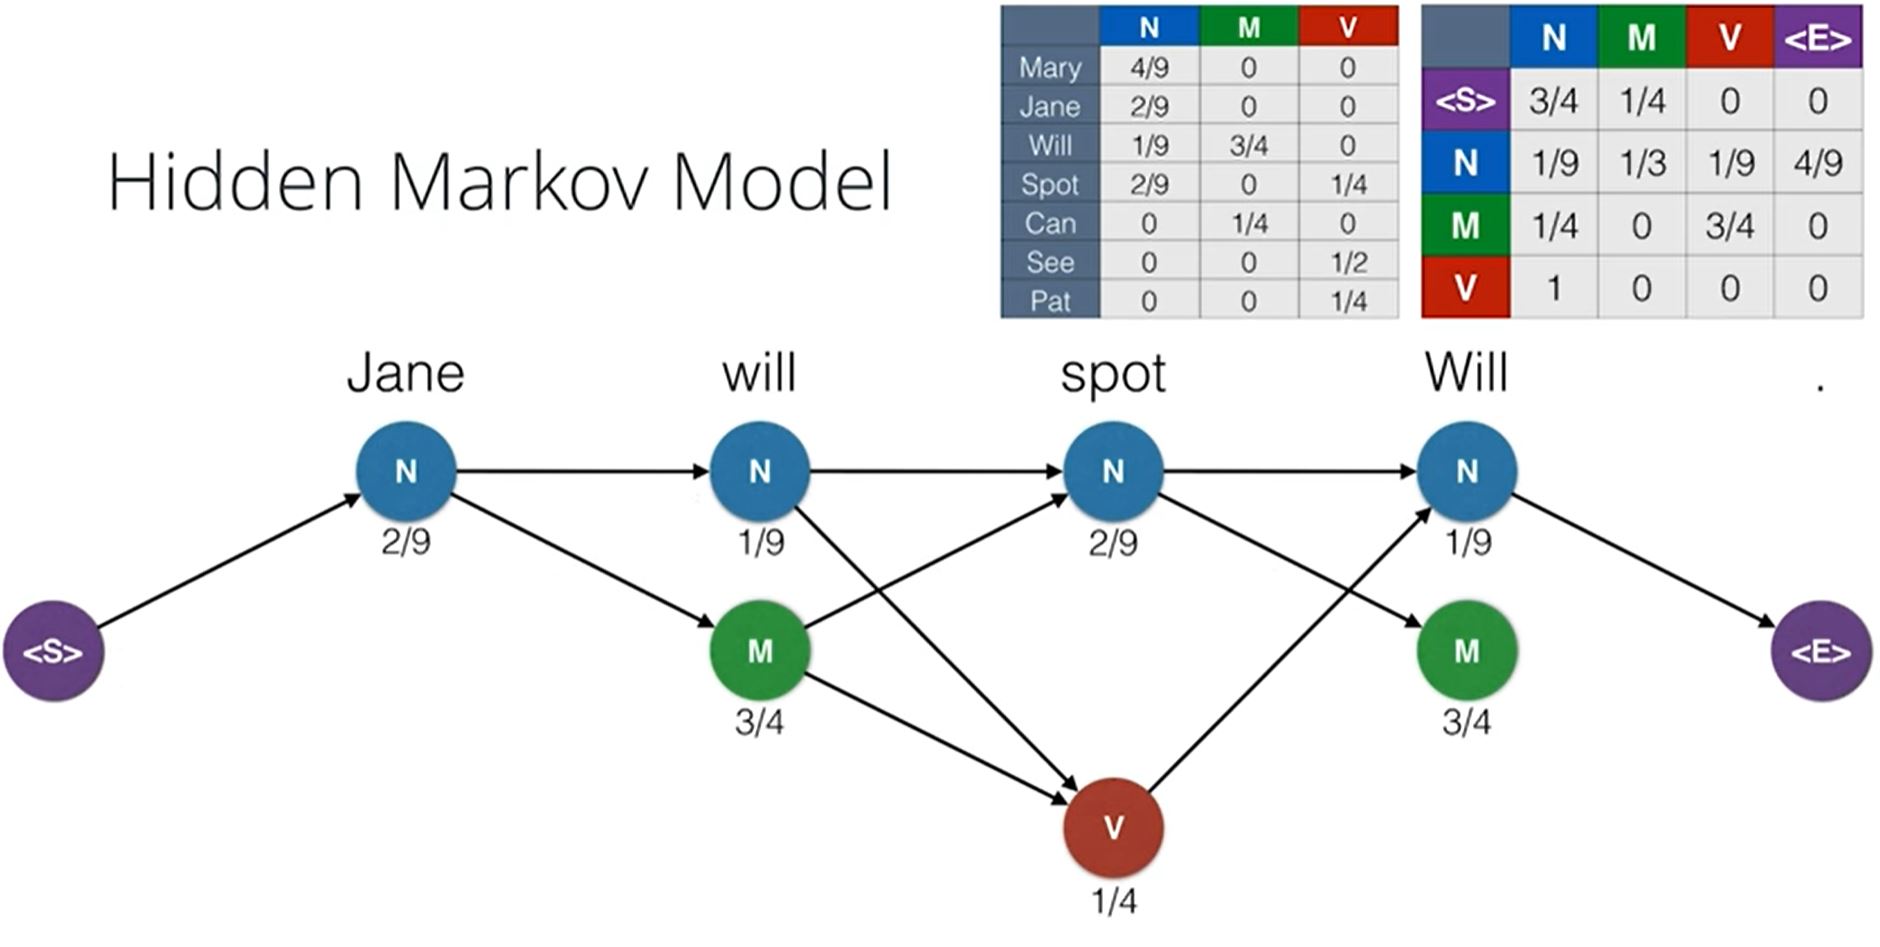 Hidden Markov Model
N M V
Mary 4/9 0 0
Jane 2/9 0 0
Will 1/9 3/4 0
Spot 2/9 0 1/4
Can 0 1/4 0
See 0 0 1/2
Pat 0 0 1/4
N M V <E>
<S> 3/4 1/4 0 0
N 1/9 1/3 1/9 4/9
M 1/4 0 3/4 0
V 1 0 0 0
Jane will spot Will .
N N N N
2/9 1/9 2/9 1/9
<S> M M <E>
3/4 3/4
V
1/4